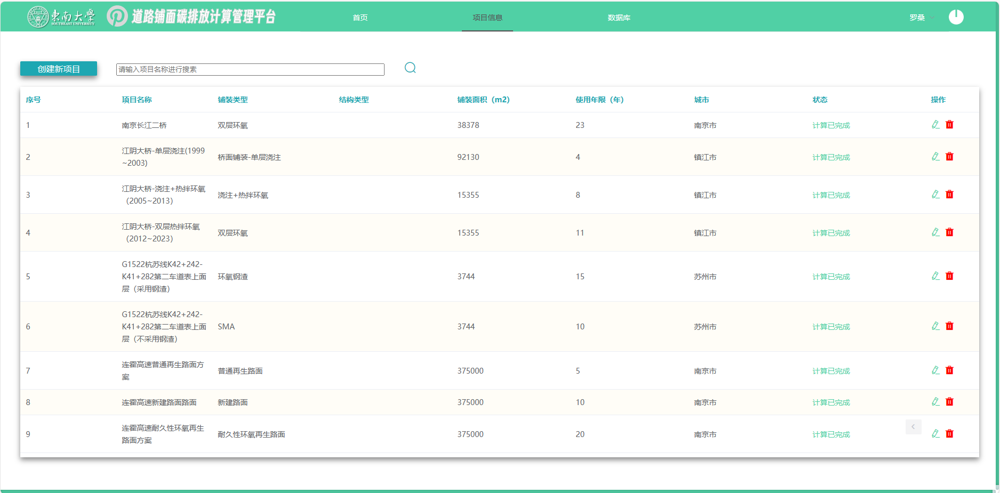 東南大學
SOUTHEAST UNIVERSITY
道路铺面碳排放计算管理平台
首页
项目信息
数据库
罗桑
创建新项目
请输入项目名称进行搜索
序号 项目名称 铺装类型 结构类型 铺装面积（m2） 使用年限（年） 城市 状态 操作
1 南京长江二桥 双层环氧 38378 23 南京市 计算已完成
江阴大桥-单层浇注(1999
2 桥面铺装-单层浇注 92130 4 镇江市 计算已完成
~2003)
江阴大桥-浇注+热拌环氧
3 浇注+热拌环氧 15355 8 镇江市 计算已完成
（2005~2013）
江阴大桥-双层热拌环氧
4 双层环氧 15355 11 镇江市 计算已完成
（2012~2023）
G1522杭苏线K42+242-
5 K41+282第二车道表上面 环氧钢渣 3744 15 苏州市 计算已完成
层（采用钢渣）
G1522杭苏线K42+242-
6 K41+282第二车道表上面 SMA 3744 10 苏州市 计算已完成
层（不采用钢渣）
连霍高速普通再生路面方
7 普通再生路面 375000 5 南京市 计算已完成
案
8 连霍高速新建路面路面 新建路面 375000 10 南京市 计算已完成
连霍高速耐久性环氧再生
9 耐久性环氧再生路面 375000 20 南京市 计算已完成
路面方案